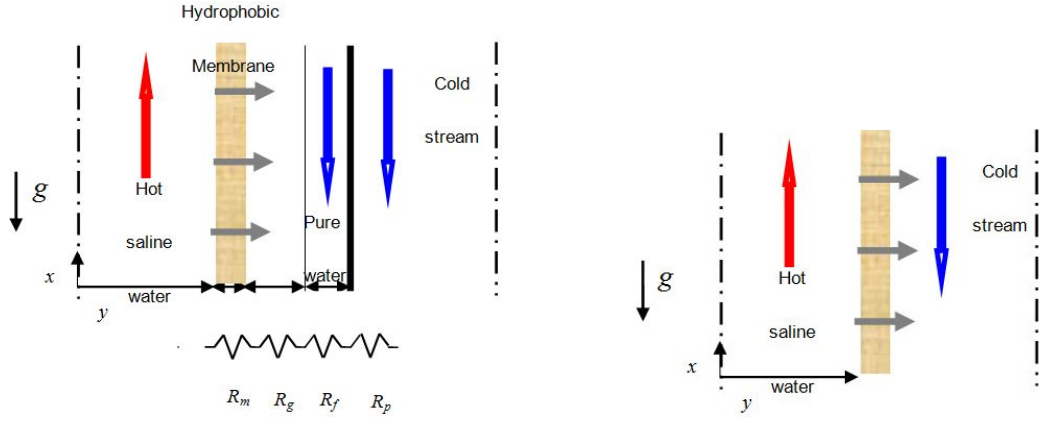 Hydrophobic
Membrane
Cold
stream
Hot
saline
water
Pure
water
g
x
y
R_m R_g R_f R_p
Cold
stream
Hot
saline
water
g
x
y